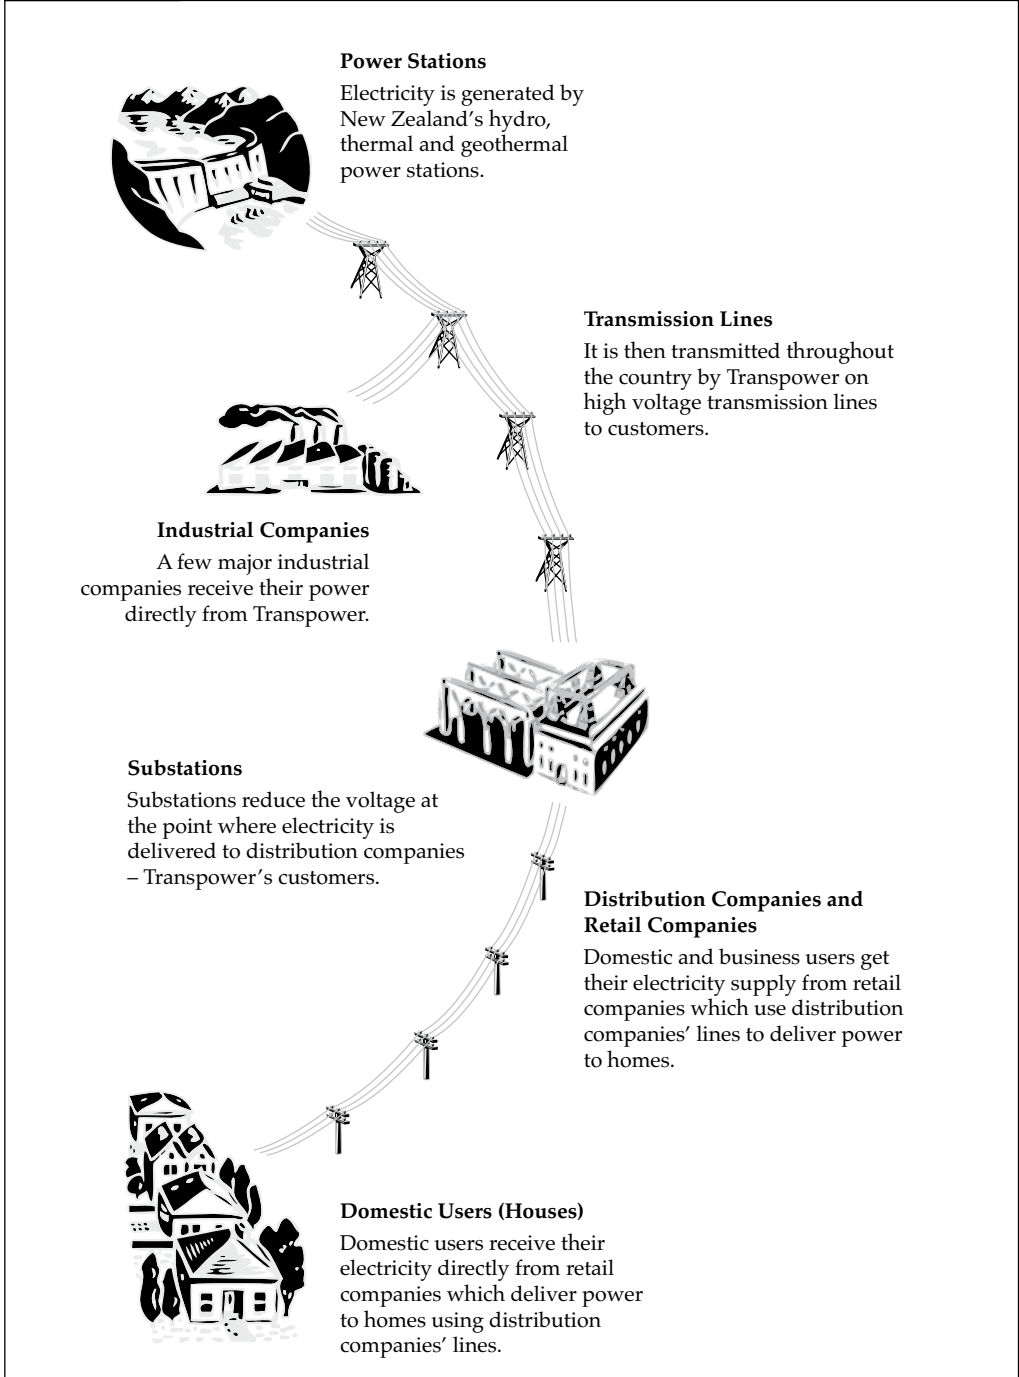 Power Stations
Electricity is generated by
New Zealand’s hydro,
thermal and geothermal
power stations.
Transmission Lines
It is then transmitted throughout
the country by Transpower on
high voltage transmission lines
to customers.
Industrial Companies
A few major industrial
companies receive their power
directly from Transpower.
Substations
Substations reduce the voltage at
the point where electricity is
delivered to distribution companies
– Transpower’s customers.
Distribution Companies and
Retail Companies
Domestic and business users get
their electricity supply from retail
companies which use distribution
companies’ lines to deliver power
to homes.
Domestic Users (Houses)
Domestic users receive their
electricity directly from retail
companies which deliver power
to homes using distribution
companies’ lines.